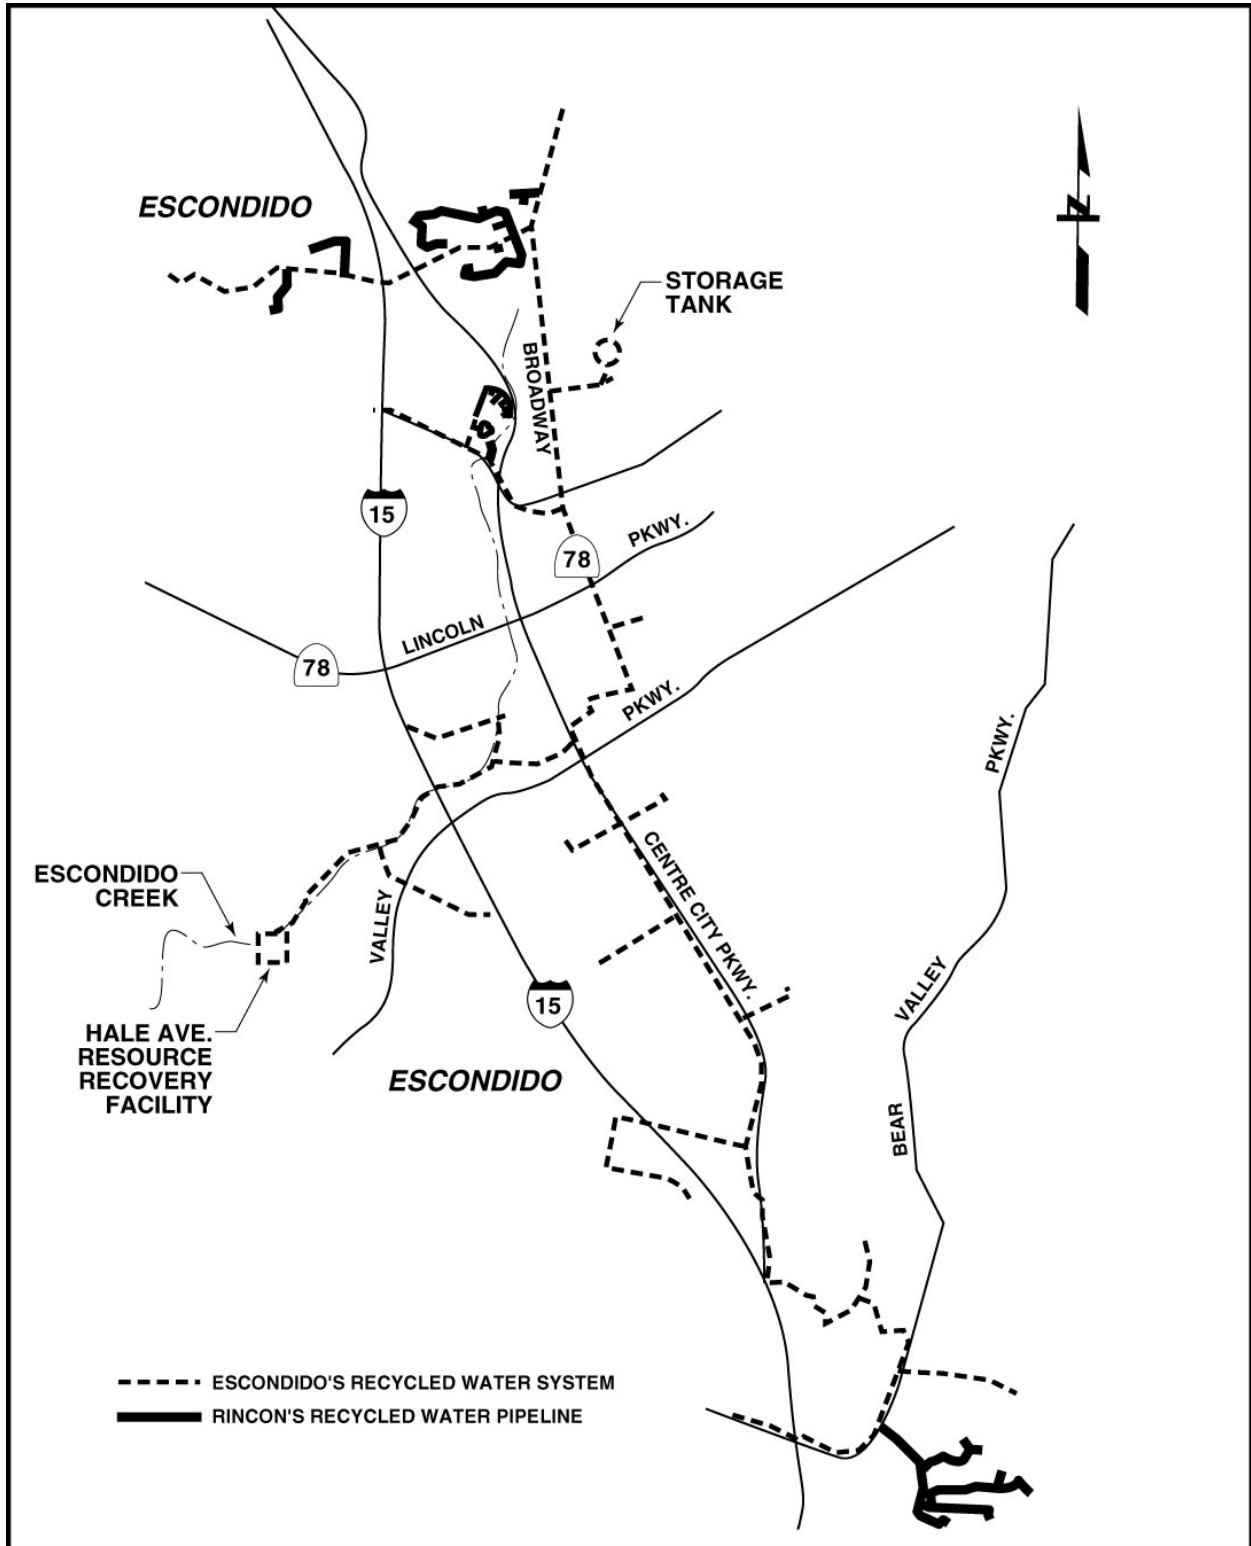 ESCONDIDO
N
STORAGE
TANK
BROADWAY
15
PKWY.
78
LINCOLN
78
PKWY.
PKWY.
CENTRE CITY PKWY.
ESCONDIDO
CREEK
VALLEY
VALLEY
15
HALE AVE.
RESOURCE
RECOVERY
FACILITY
ESCONDIDO
BEAR
ESCONDIDO'S RECYCLED WATER SYSTEM
RINCON'S RECYCLED WATER PIPELINE